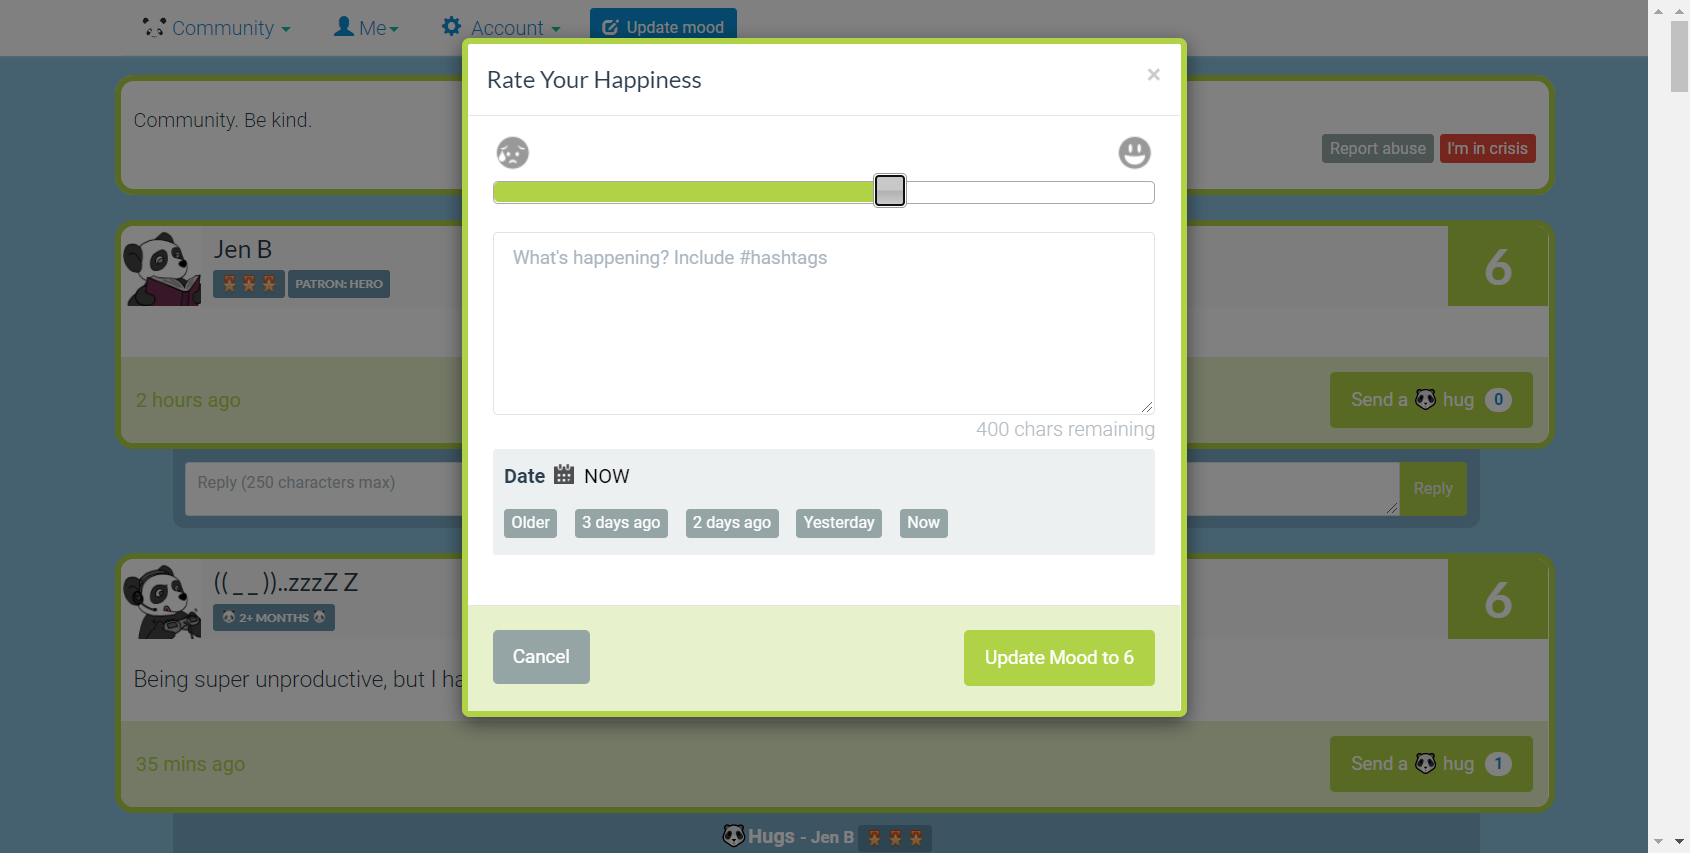 Community Me Account Update mood
Rate Your Happiness ×
Community. Be kind.
Report abuse I'm in crisis
Jen B
PATRON: HERO
6
What's happening? Include #hashtags
400 chars remaining
2 hours ago
Send a hug 0
Date NOW
Reply (250 characters max)
Reply
Older 3 days ago 2 days ago Yesterday Now
((_ _))..zzzZ Z
2+ MONTHS
6
Cancel Update Mood to 6
Being super unproductive, but I ha
35 mins ago
Send a hug 1
Hugs - Jen B